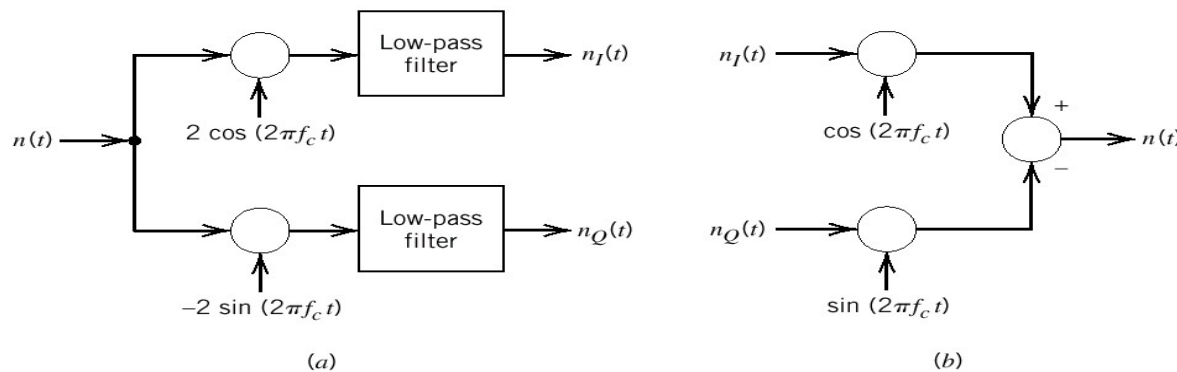 n(t)
2 cos (2πf_c t)
Low-pass
filter
n_I(t)
−2 sin (2πf_c t)
Low-pass
filter
n_Q(t)
(a)
n_I(t)
cos (2πf_c t)
+
−
n(t)
n_Q(t)
sin (2πf_c t)
(b)